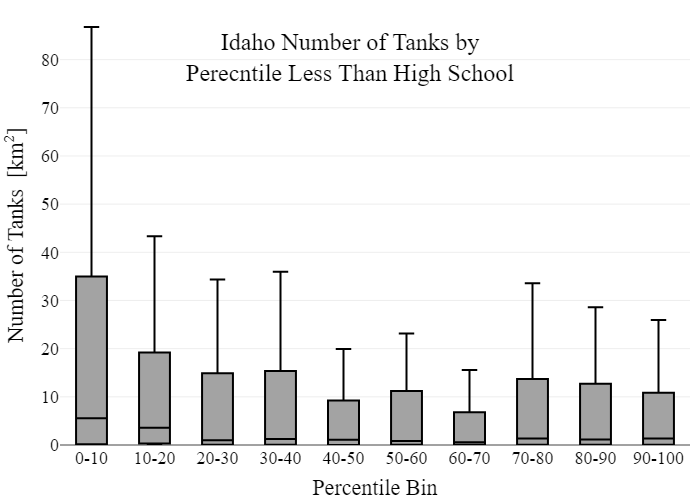 Idaho Number of Tanks by
Perecntile Less Than High School
Number of Tanks [km²]
80
70
60
50
40
30
20
10
0
0-10 10-20 20-30 30-40 40-50 50-60 60-70 70-80 80-90 90-100
Percentile Bin